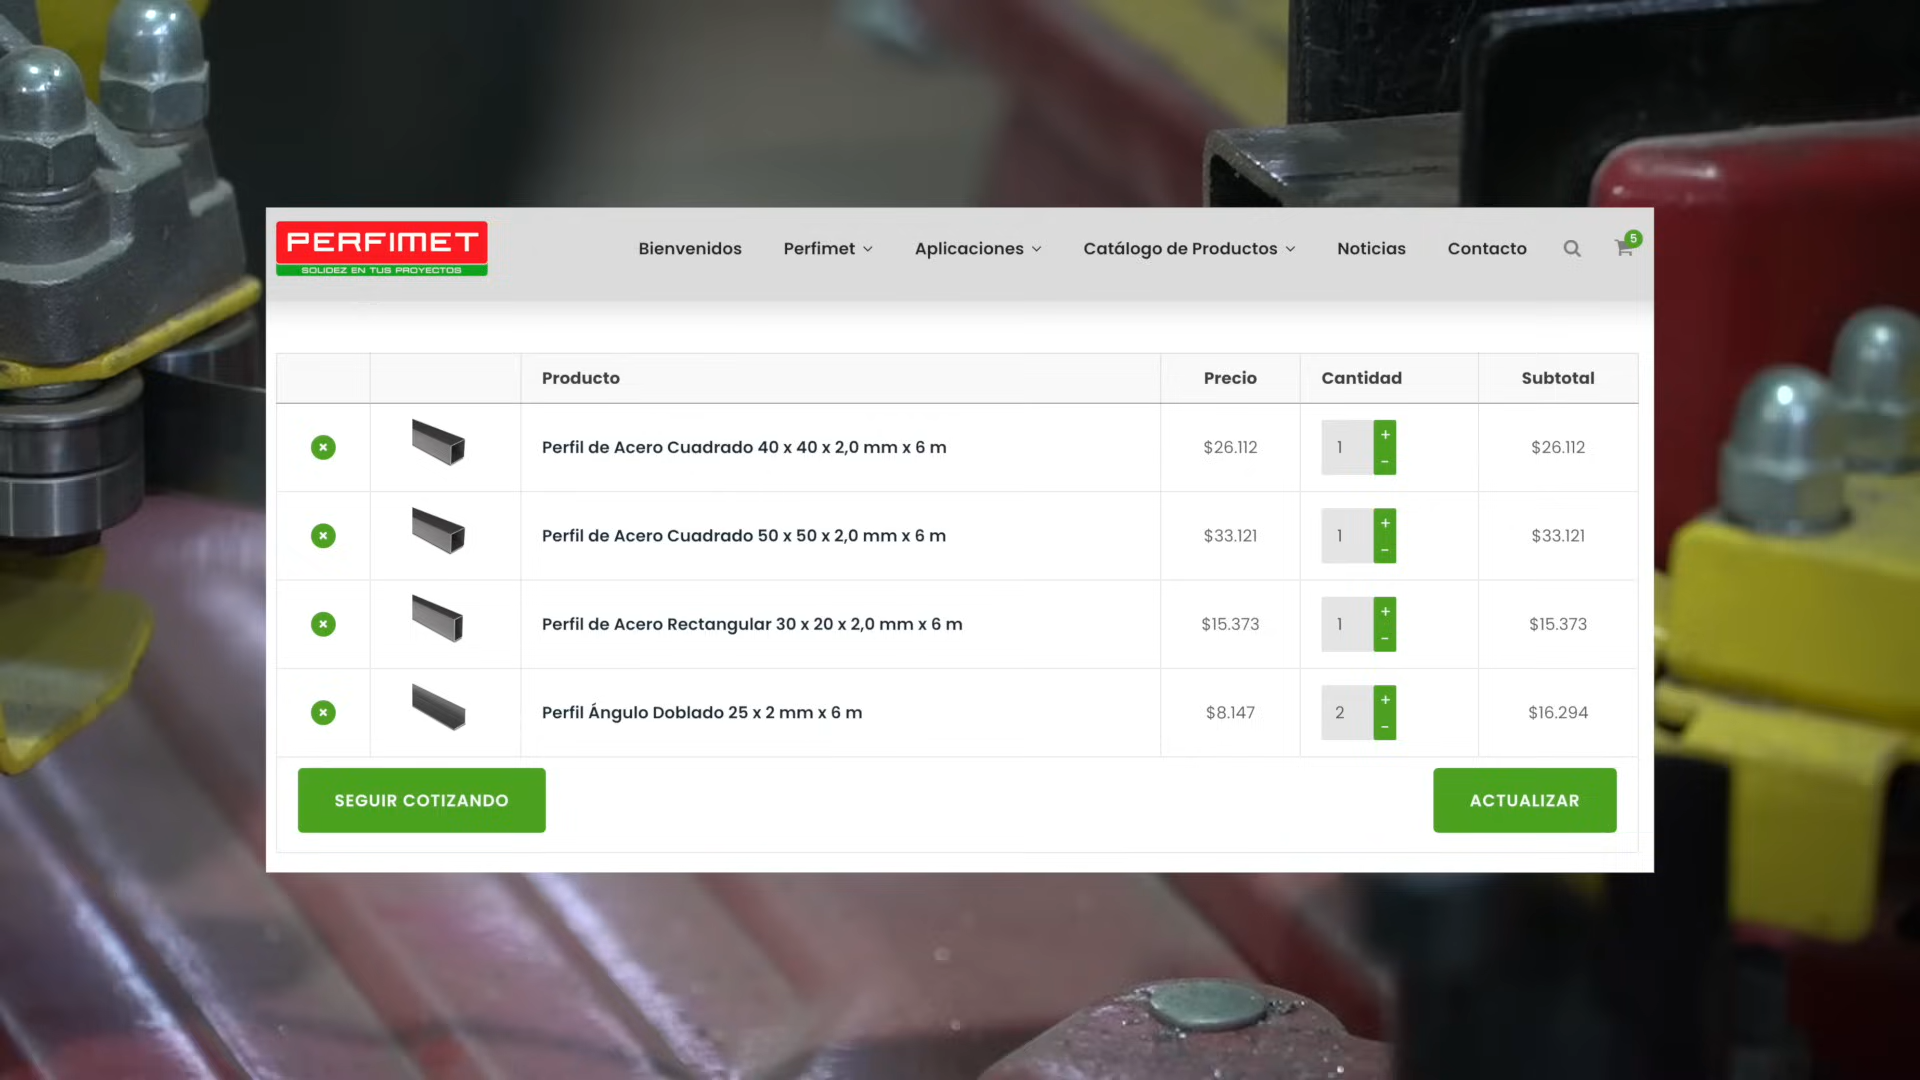 PERFIMET
SOLIDEZ EN TUS PROYECTOS
Bienvenidos Perfimet Aplicaciones Catálogo de Productos Noticias Contacto 5
Producto Precio Cantidad Subtotal
Perfil de Acero Cuadrado 40 x 40 x 2,0 mm x 6 m $26.112 1 + - $26.112
Perfil de Acero Cuadrado 50 x 50 x 2,0 mm x 6 m $33.121 1 + - $33.121
Perfil de Acero Rectangular 30 x 20 x 2,0 mm x 6 m $15.373 1 + - $15.373
Perfil Ángulo Doblado 25 x 2 mm x 6 m $8.147 2 + - $16.294
SEGUIR COTIZANDO ACTUALIZAR